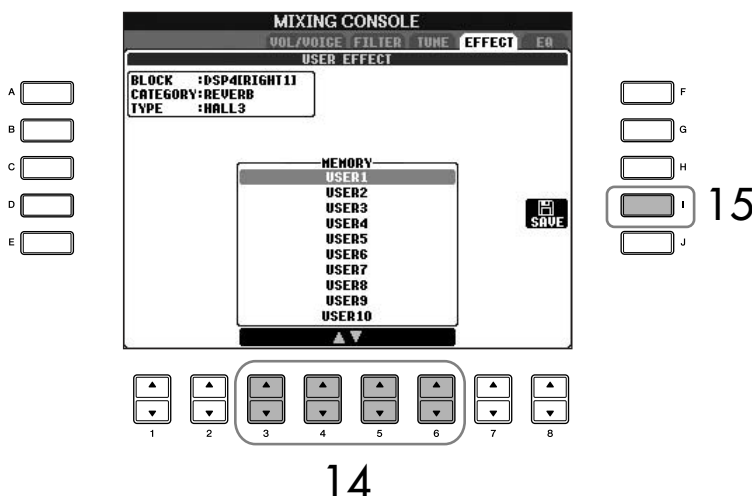 MIXING CONSOLE
VOL/VOICE FILTER TUNE EFFECT EQ
USER EFFECT
BLOCK :DSP4[RIGHT1]
CATEGORY:REVERB
TYPE :HALL3
A
B
C
D
E
F
G
H
I
J
15
MEMORY
USER1
USER2
USER3
USER4
USER5
USER6
USER7
USER8
USER9
USER10
SAVE
▲▼
1 2 3 4 5 6 7 8
14